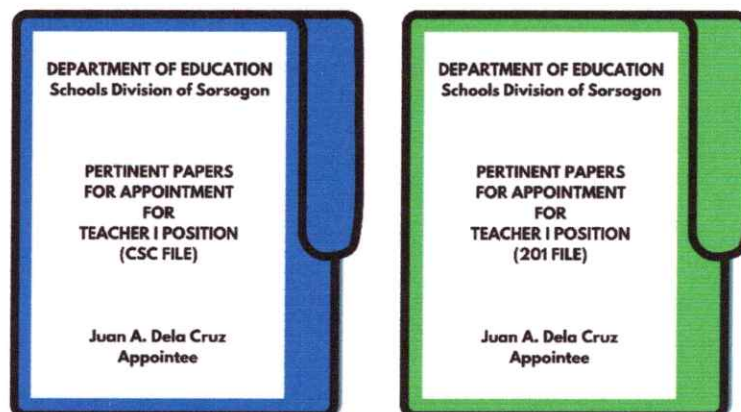 DEPARTMENT OF EDUCATION
Schools Division of Sorsogon
PERTINENT PAPERS
FOR APPOINTMENT
FOR
TEACHER I POSITION
(CSC FILE)
Juan A. Dela Cruz
Appointee
DEPARTMENT OF EDUCATION
Schools Division of Sorsogon
PERTINENT PAPERS
FOR APPOINTMENT
FOR
TEACHER I POSITION
(201 FILE)
Juan A. Dela Cruz
Appointee